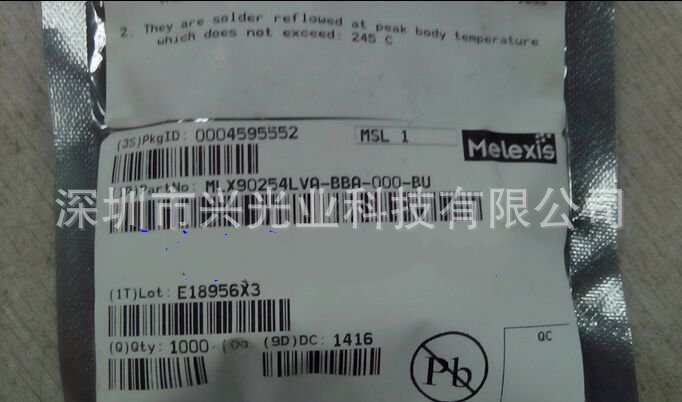 2. They are solder reflowed at peak body temperature
which does not exceed: 245 C
(3S)PkgID: 0004595552
MSL 1
Melexis
PartNo: MLX90254LVA-BBA-000-BU
深圳市兴光业科技有限公司
(1T)Lot: E18956X3
(Q)Qty: 1000
(9D)DC: 1416
QC
Pb